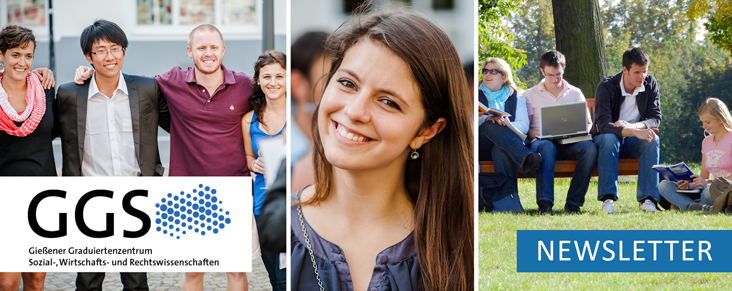 GGS
Gießener Graduiertenzentrum
Sozial-, Wirtschafts- und Rechtswissenschaften
NEWSLETTER